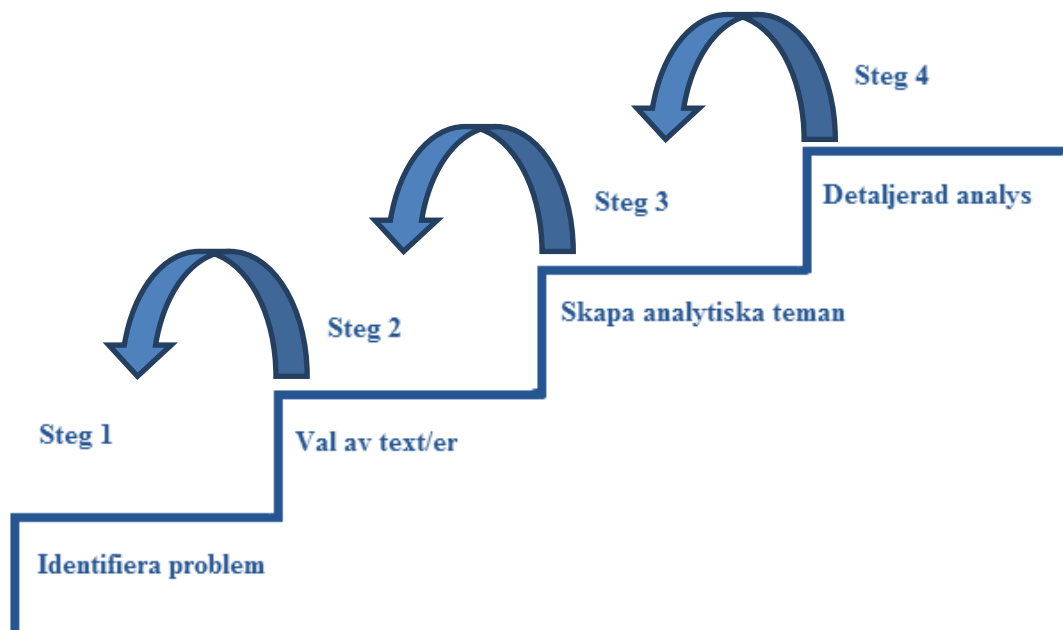 Steg 1
Identifiera problem
Steg 2
Val av text/er
Steg 3
Skapa analytiska teman
Steg 4
Detaljerad analys